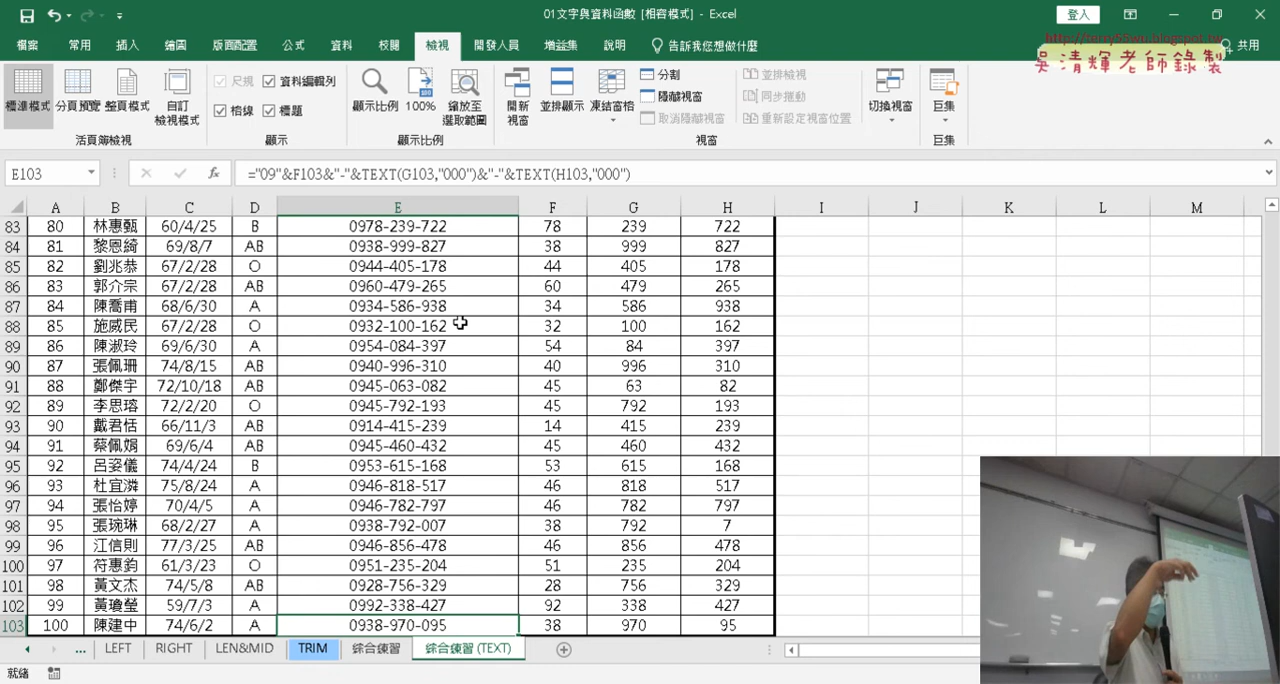 01文字與資料函數 [相容模式] - Excel
登入
檔案 常用 插入 繪圖 版面配置 公式 資料 校閱 檢視 開發人員 增益集 說明 告訴我您想做什麼 共用
http://terry55wu.blogspot.tw
吳清輝老師錄製
標準模式 分頁預覽 整頁模式 自訂檢視模式 尺規 資料編輯列 格線 標題 顯示比例 100% 縮放至選取範圍 開新視窗 並排顯示 凍結窗格 分割 隱藏視窗 取消隱藏視窗 並排檢視 同步捲動 重新設定視窗位置 切換視窗 巨集
活頁簿檢視 顯示 顯示比例 視窗 巨集
E103 fx ="09"&F103&"-"&TEXT(G103,"000")&"-"&TEXT(H103,"000")
A B C D E F G H I J K L M
83 80 林惠甄 60/4/25 B 0978-239-722 78 239 722
84 81 黎恩綺 69/8/7 AB 0938-999-827 38 999 827
85 82 劉兆恭 67/2/28 O 0944-405-178 44 405 178
86 83 郭介宗 67/2/28 AB 0960-479-265 60 479 265
87 84 陳喬甫 68/6/30 A 0934-586-938 34 586 938
88 85 施威民 67/2/28 O 0932-100-162 32 100 162
89 86 陳淑玲 69/6/30 A 0954-084-397 54 84 397
90 87 張佩珊 74/8/15 AB 0940-996-310 40 996 310
91 88 鄭傑宇 72/10/18 AB 0945-063-082 45 63 82
92 89 李思瑢 72/2/20 O 0945-792-193 45 792 193
93 90 戴君恬 66/11/3 AB 0914-415-239 14 415 239
94 91 蔡佩娟 69/6/4 AB 0945-460-432 45 460 432
95 92 呂姿儀 74/4/24 B 0953-615-168 53 615 168
96 93 杜宜潾 75/8/24 A 0946-818-517 46 818 517
97 94 張怡婷 70/4/5 A 0946-782-797 46 782 797
98 95 張琬琳 68/2/27 A 0938-792-007 38 792 7
99 96 江信則 77/3/25 AB 0946-856-478 46 856 478
100 97 符惠鈞 61/3/23 O 0951-235-204 51 235 204
101 98 黃文杰 74/5/8 AB 0928-756-329 28 756 329
102 99 黃瓊瑩 59/7/3 A 0992-338-427 92 338 427
103 100 陳建中 74/6/2 A 0938-970-095 38 970 95
... LEFT RIGHT LEN&MID TRIM 綜合練習 綜合練習 (TEXT)
就緒